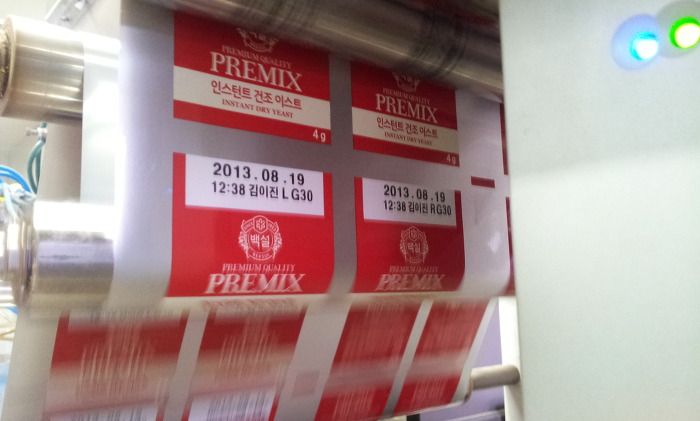 PREMIUM QUALITY
PREMIX
인스턴트 건조 이스트
INSTANT DRY YEAST
4g
PREMIUM QUALITY
PREMIX
인스턴트 건조 이스트
INSTANT DRY YEAST
4g
2013.08.19
12:38 김이진 L G30
백설
PREMIUM QUALITY
PREMIX
2013.08.19
12:38 김이진 R G30
백설
PREMIUM QUALITY
PREMIX